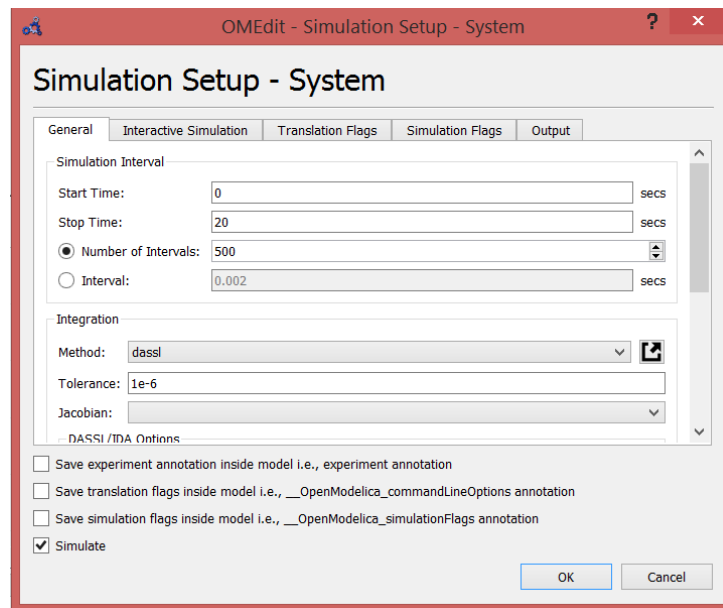 OMEdit - Simulation Setup - System
?
x
Simulation Setup - System
General Interactive Simulation Translation Flags Simulation Flags Output
Simulation Interval
Start Time: 0 secs
Stop Time: 20 secs
Number of Intervals: 500
Interval: 0.002 secs
Integration
Method: dassl
Tolerance: 1e-6
Jacobian:
DASSL/IDA Options
Save experiment annotation inside model i.e., experiment annotation
Save translation flags inside model i.e., __OpenModelica_commandLineOptions annotation
Save simulation flags inside model i.e., __OpenModelica_simulationFlags annotation
Simulate
OK Cancel